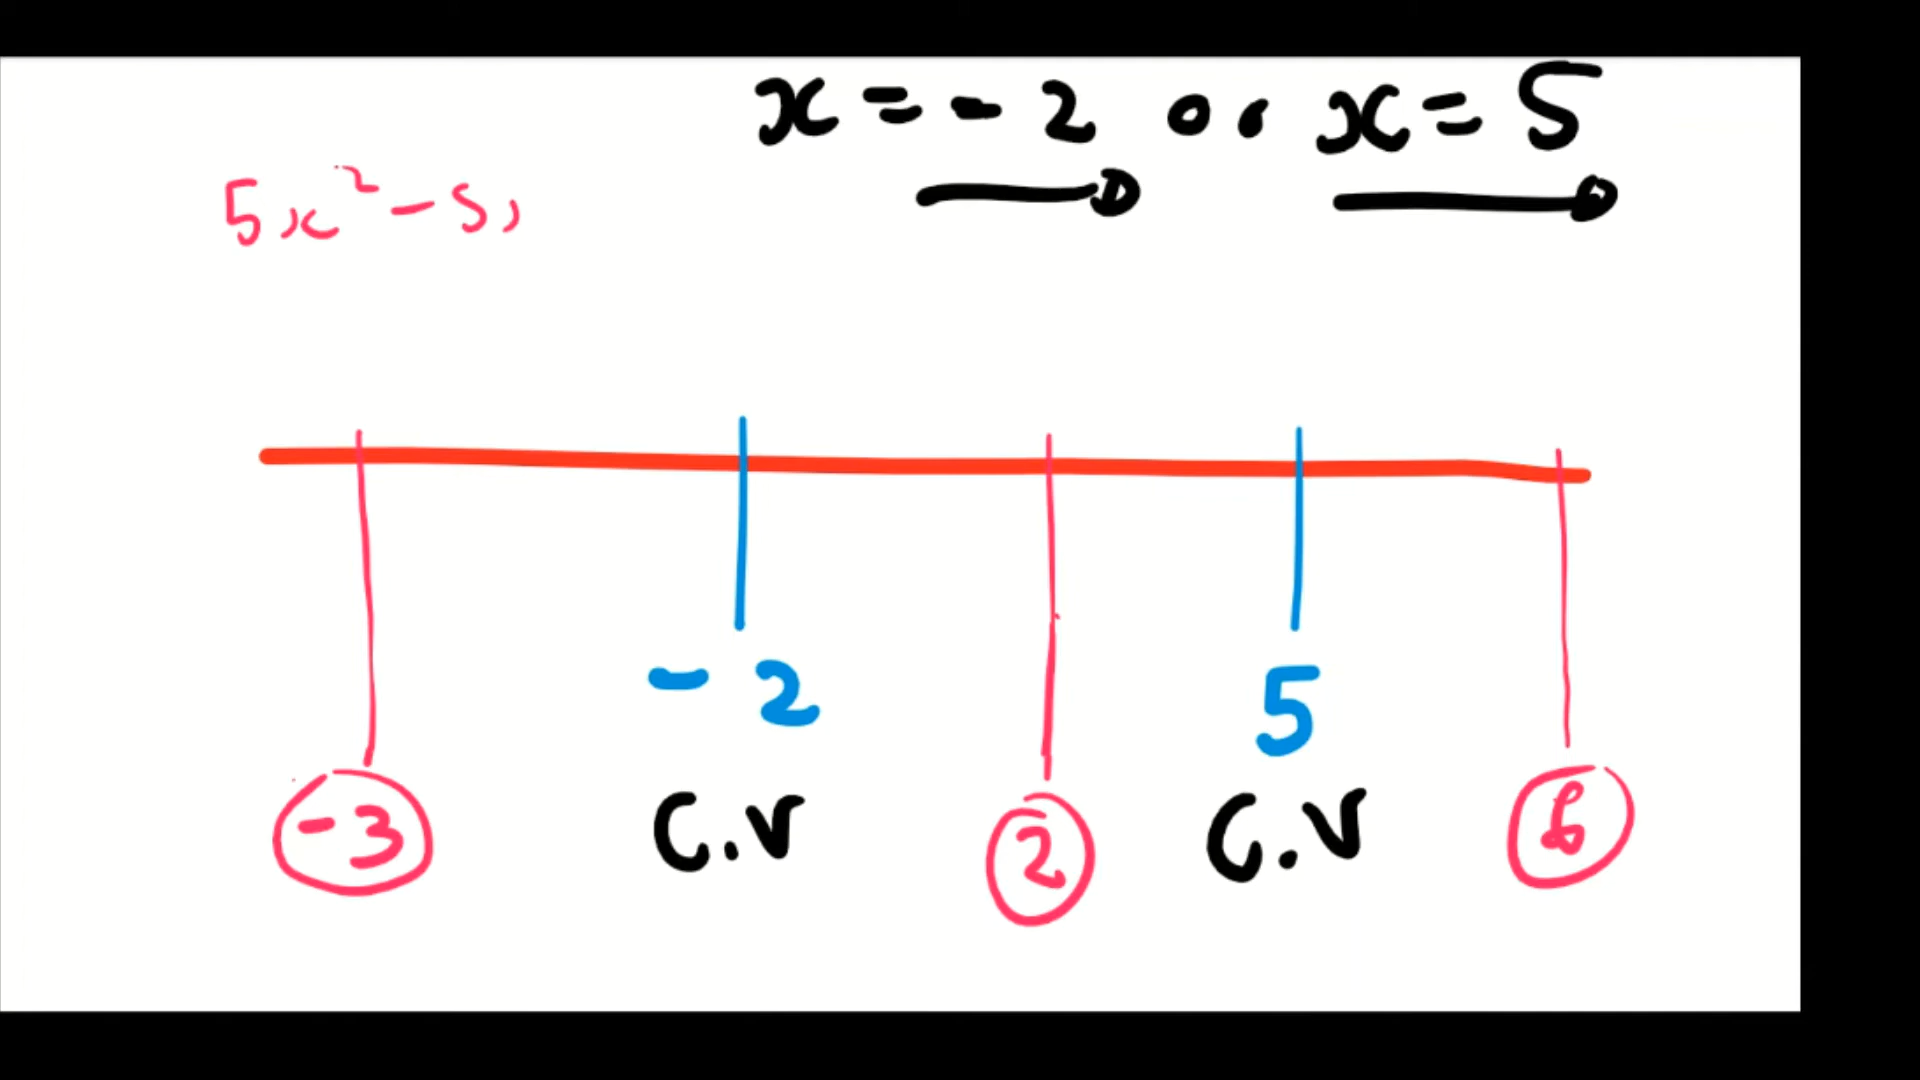 x = - 2 or x = 5
5x² - 5
- 2 5
-3 C.V 2 C.V 6